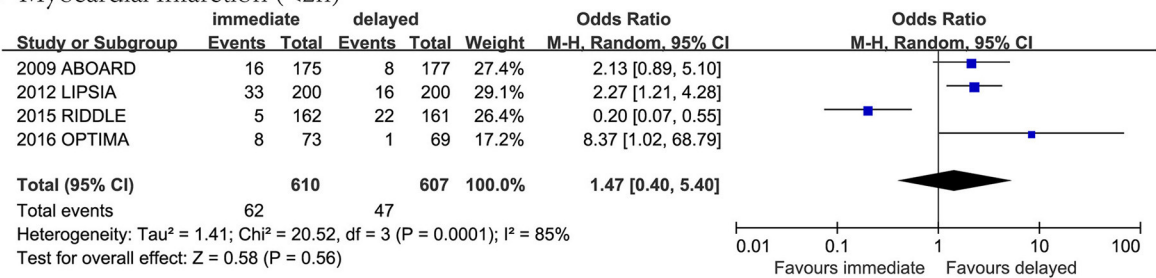 Myocardial Infarction (<2h)
immediate delayed Odds Ratio Odds Ratio
Study or Subgroup Events Total Events Total Weight M-H, Random, 95% CI M-H, Random, 95% CI
2009 ABOARD 16 175 8 177 27.4% 2.13 [0.89, 5.10]
2012 LIPSIA 33 200 16 200 29.1% 2.27 [1.21, 4.28]
2015 RIDDLE 5 162 22 161 26.4% 0.20 [0.07, 0.55]
2016 OPTIMA 8 73 1 69 17.2% 8.37 [1.02, 68.79]
Total (95% CI) 610 607 100.0% 1.47 [0.40, 5.40]
Total events 62 47
Heterogeneity: Tau² = 1.41; Chi² = 20.52, df = 3 (P = 0.0001); I² = 85%
Test for overall effect: Z = 0.58 (P = 0.56)
0.01 0.1 1 10 100
Favours immediate Favours delayed